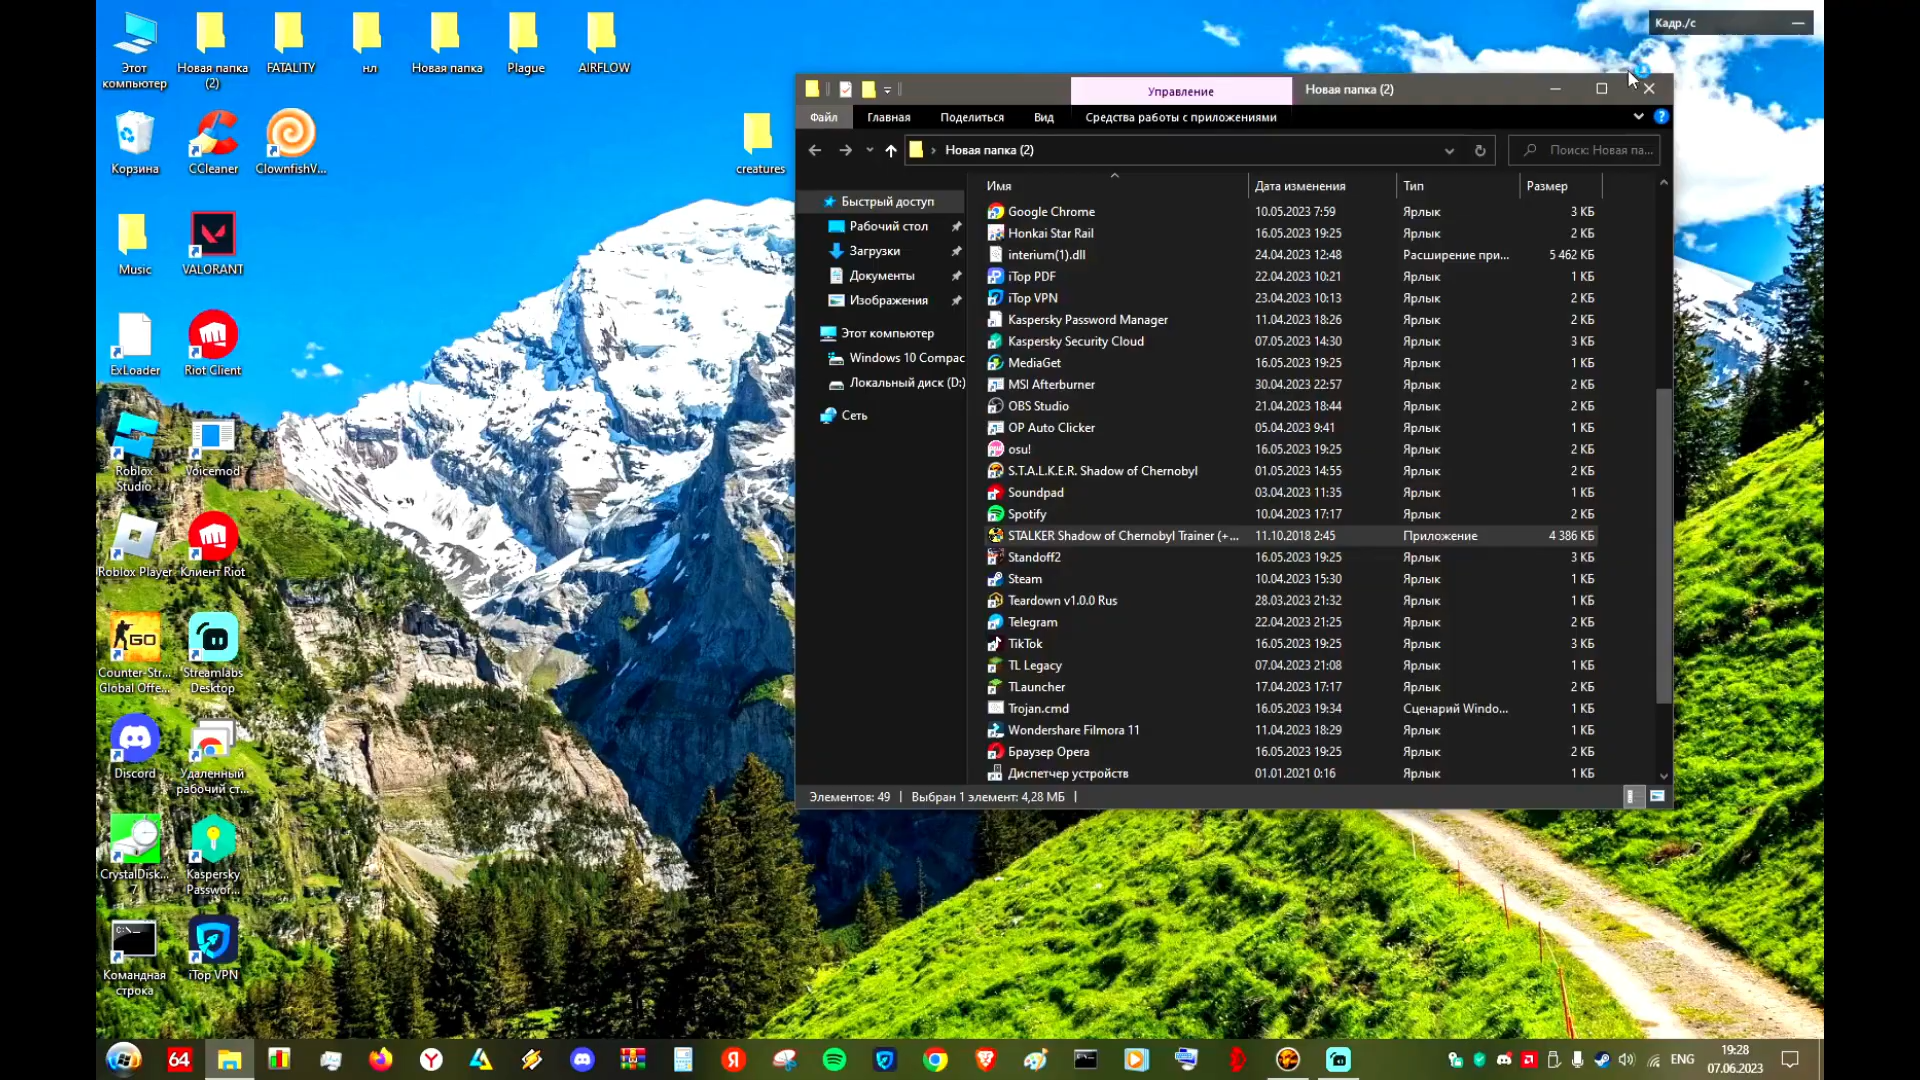 Этот
компьютер
Новая папка
(2)
FATALITY
нл
Новая папка
Plague
AIRFLOW
Корзина
CCleaner
ClownfishV...
creatures
Music
VALORANT
ExLoader
Riot Client
Roblox
Studio
Voicemod
Roblox Player
Клиент Riot
GO
Counter-Str...
Global Offe...
Streamlabs
Desktop
Discord
Удаленный
рабочий ст...
CrystalDisk...
7
Kaspersky
Passwor...
Командная
строка
iTop VPN
Кадр./с
Управление
Новая папка (2)
Файл
Главная
Поделиться
Вид
Средства работы с приложениями
Новая папка (2)
Поиск: Новая па...
Быстрый доступ
Рабочий стол
Загрузки
Документы
Изображения
Этот компьютер
Windows 10 Compac
Локальный диск (D:)
Сеть
Имя Дата изменения Тип Размер
Google Chrome 10.05.2023 7:59 Ярлык 3 КБ
Honkai Star Rail 16.05.2023 19:25 Ярлык 2 КБ
interium(1).dll 24.04.2023 12:48 Расширение при... 5 462 КБ
iTop PDF 22.04.2023 10:21 Ярлык 1 КБ
iTop VPN 23.04.2023 10:13 Ярлык 2 КБ
Kaspersky Password Manager 11.04.2023 18:26 Ярлык 2 КБ
Kaspersky Security Cloud 07.05.2023 14:30 Ярлык 3 КБ
MediaGet 16.05.2023 19:25 Ярлык 1 КБ
MSI Afterburner 30.04.2023 22:57 Ярлык 2 КБ
OBS Studio 21.04.2023 18:44 Ярлык 2 КБ
OP Auto Clicker 05.04.2023 9:41 Ярлык 1 КБ
osu! 16.05.2023 19:25 Ярлык 2 КБ
S.T.A.L.K.E.R. Shadow of Chernobyl 01.05.2023 14:55 Ярлык 2 КБ
Soundpad 03.04.2023 11:35 Ярлык 1 КБ
Spotify 10.04.2023 17:17 Ярлык 2 КБ
STALKER Shadow of Chernobyl Trainer (+... 11.10.2018 2:45 Приложение 4 386 КБ
Standoff2 16.05.2023 19:25 Ярлык 3 КБ
Steam 10.04.2023 15:30 Ярлык 1 КБ
Teardown v1.0.0 Rus 28.03.2023 21:32 Ярлык 1 КБ
Telegram 22.04.2023 21:25 Ярлык 2 КБ
TikTok 16.05.2023 19:25 Ярлык 3 КБ
TL Legacy 07.04.2023 21:08 Ярлык 1 КБ
TLauncher 17.04.2023 17:17 Ярлык 2 КБ
Trojan.cmd 16.05.2023 19:34 Сценарий Windo... 1 КБ
Wondershare Filmora 11 11.04.2023 18:29 Ярлык 1 КБ
Браузер Opera 16.05.2023 19:25 Ярлык 2 КБ
Диспетчер устройств 01.01.2021 0:16 Ярлык 1 КБ
Элементов: 49 Выбран 1 элемент: 4,28 МБ
64
ENG
19:28
07.06.2023